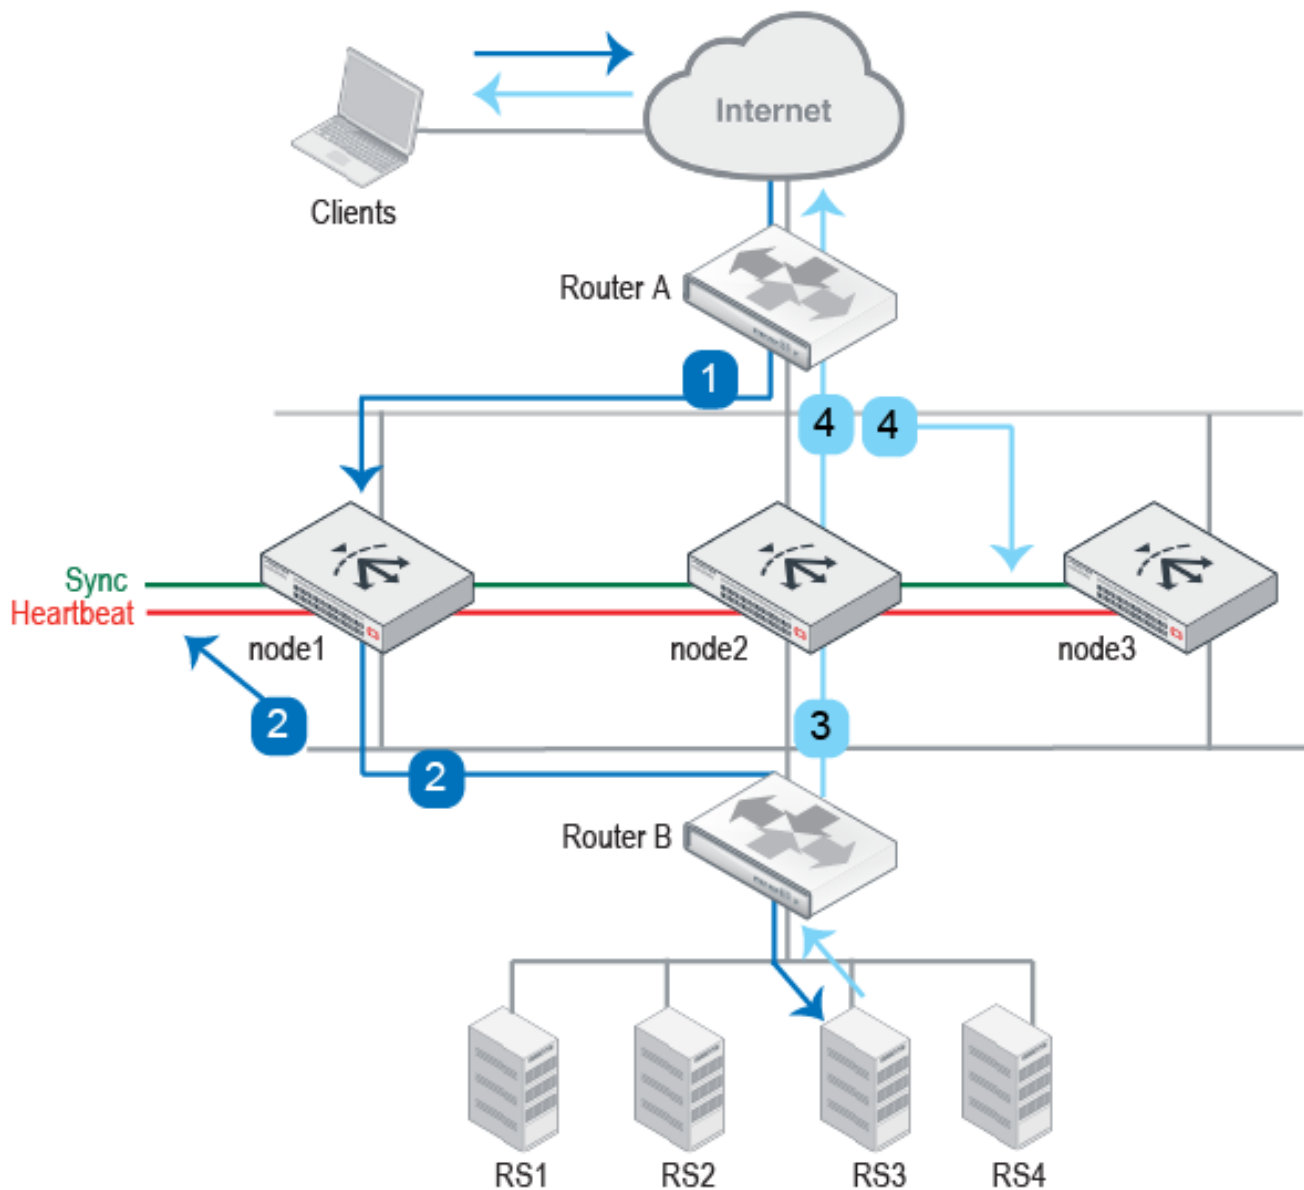 Internet
Clients
Router A
1
4
4
Sync
Heartbeat
node1
node2
node3
2
3
2
Router B
RS1
RS2
RS3
RS4